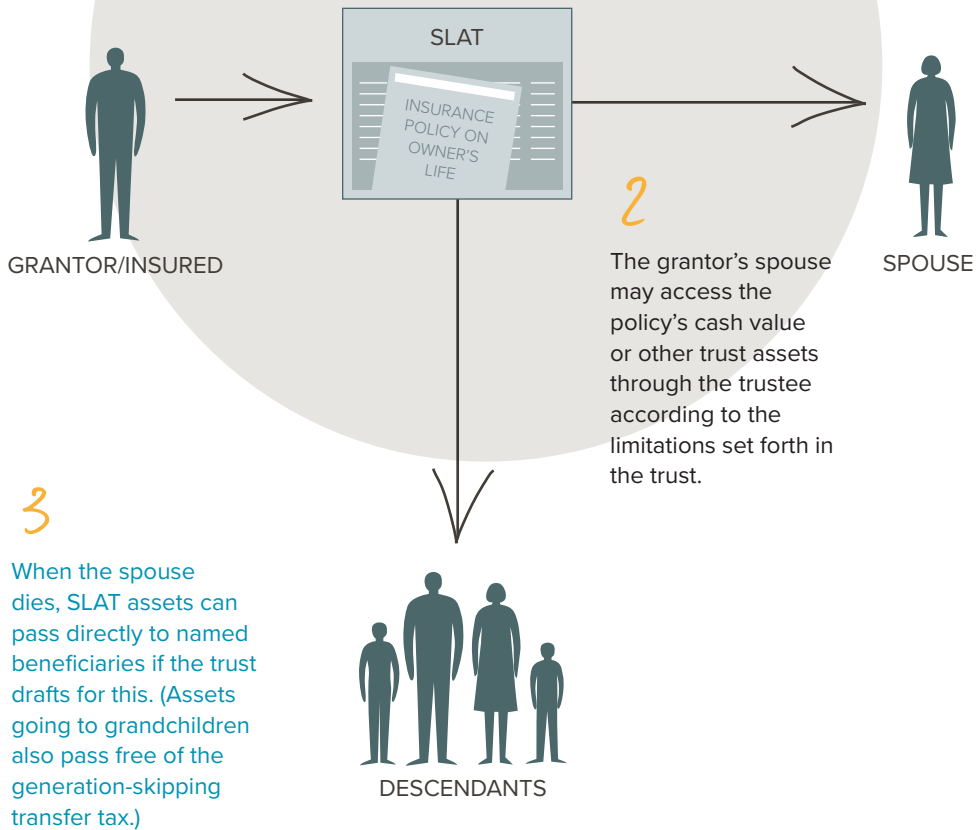 SLAT
INSURANCE
POLICY ON
OWNER'S
LIFE
GRANTOR/INSURED
2
The grantor’s spouse
may access the
policy’s cash value
or other trust assets
through the trustee
according to the
limitations set forth in
the trust.
SPOUSE
3
When the spouse
dies, SLAT assets can
pass directly to named
beneficiaries if the trust
drafts for this. (Assets
going to grandchildren
also pass free of the
generation-skipping
transfer tax.)
DESCENDANTS